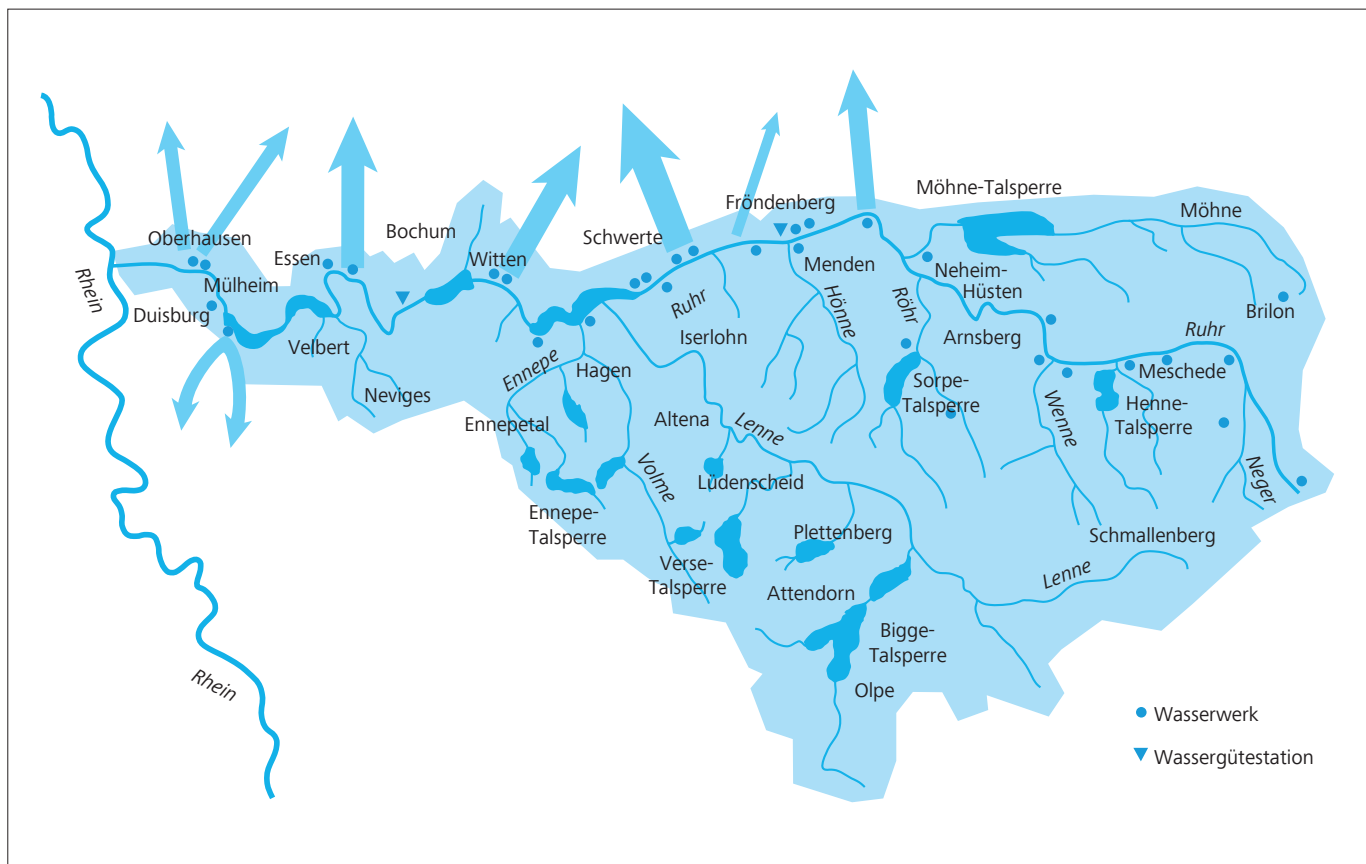 Möhne-Talsperre
Möhne
Fröndenberg
Schwerte
Bochum
Oberhausen
Essen
Witten
Menden
Neheim-
Hüsten
Rhein
Mülheim
Duisburg
Ruhr
Hönne
Röhr
Brilon
Ruhr
Velbert
Iserlohn
Arnsberg
Ennepe
Hagen
Meschede
Neviges
Sorpe-
Talsperre
Henne-
Talsperre
Wenne
Ennepetal
Altena
Lenne
Volme
Lüdenscheid
Neger
Ennepe-
Talsperre
Plettenberg
Schmallenberg
Verse-
Talsperre
Lenne
Attendorn
Bigge-
Talsperre
Rhein
Olpe
Wasserwerk
Wassergütestation